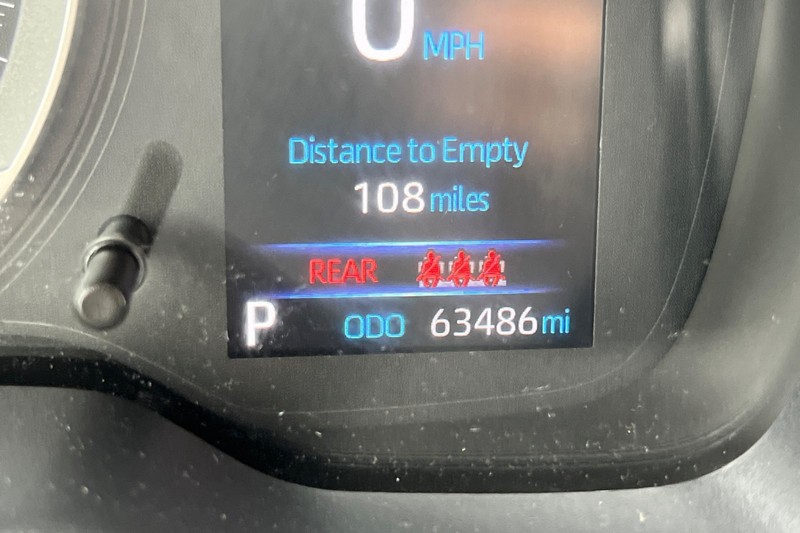 0 MPH
Distance to Empty
108 miles
REAR
P ODO 63486 mi